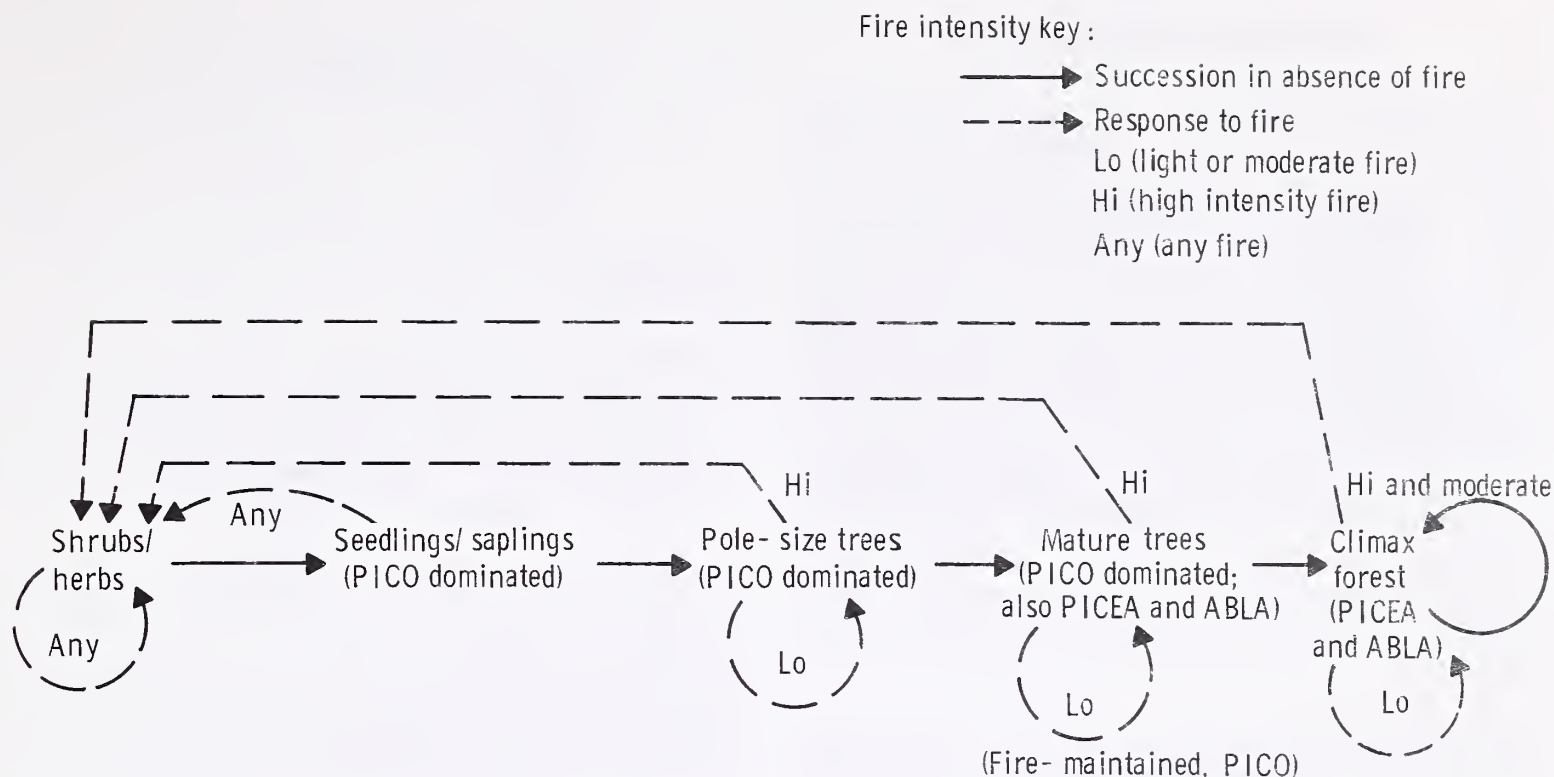 Fire intensity key:
Succession in absence of fire
Response to fire
Lo (light or moderate fire)
Hi (high intensity fire)
Any (any fire)
Hi
Hi
Hi and moderate
Any
Shrubs/
herbs
Seedlings/saplings
(PICO dominated)
Pole-size trees
(PICO dominated)
Mature trees
(PICO dominated;
also PICEA and ABLA)
Climax
forest
(PICEA
and ABLA)
Any
Lo
Lo
Lo
(Fire-maintained, PICO)